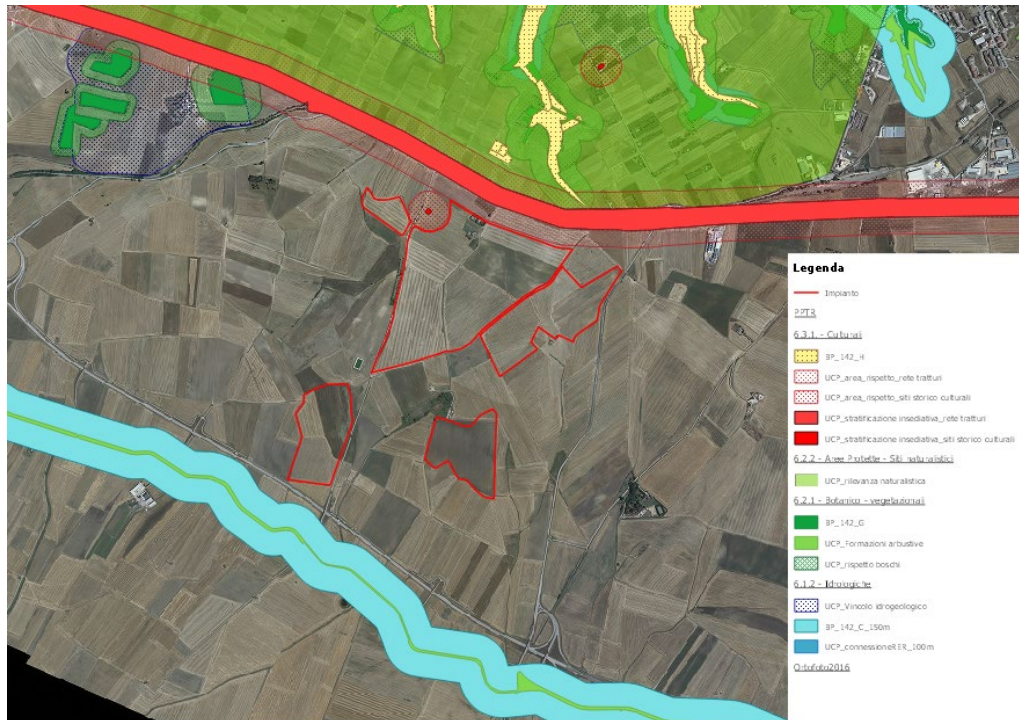 Legenda
Impianto
PPTR
6.3.1. - Culturali
BP_142_H
UCP_area_rispetto_rete tratturi
UCP_area_rispetto_siti storico culturali
UCP_stratificazione insediativa_rete tratturi
UCP_stratificazione insediativa_siti storico culturali
6.2.2 - Aree Protette - Siti naturalistici
UCP_rilevanza naturalistica
6.2.1 - Botanico - vegetazionali
BP_142_G
UCP_Formazioni arbustive
UCP_rispetto boschi
6.1.2 - Idrologiche
UCP_Vincolo idrogeologico
BP_142_C_150m
UCP_connessioneRER_100m
Ortofoto2016